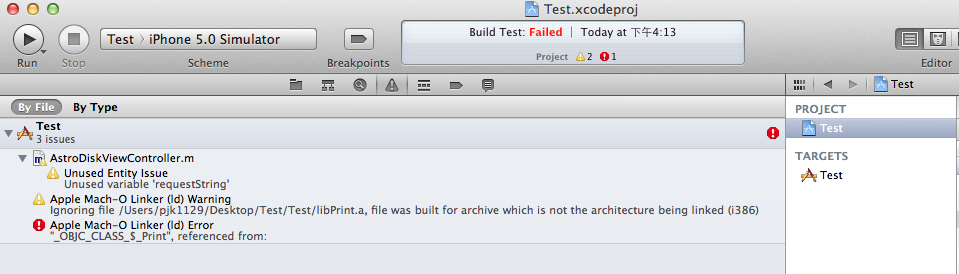 Test.xcodeproj
Test › iPhone 5.0 Simulator
Build Test: Failed | Today at 下午4:13
Project 2 1
Run
Stop
Scheme
Breakpoints
Editor
Test
By File By Type
Test
3 issues
AstroDiskViewController.m
Unused Entity Issue
Unused variable 'requestString'
Apple Mach-O Linker (ld) Warning
Ignoring file /Users/pjk1129/Desktop/Test/Test/libPrint.a, file was built for archive which is not the architecture being linked (i386)
Apple Mach-O Linker (ld) Error
"_OBJC_CLASS_$_Print", referenced from:
PROJECT
Test
TARGETS
Test